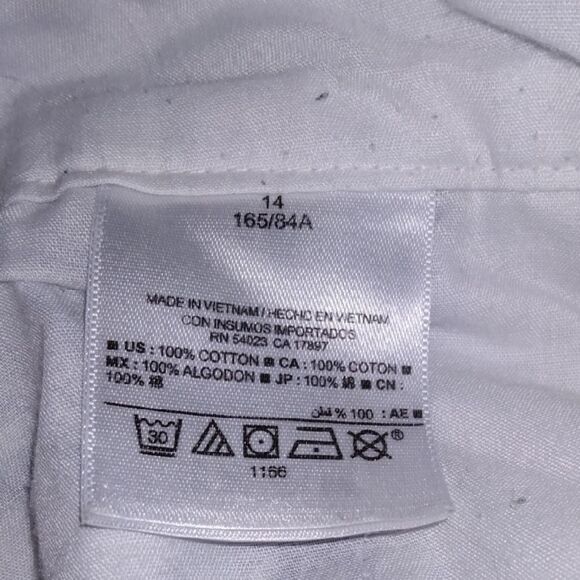 14
165/84A
MADE IN VIETNAM / HECHO EN VIETNAM
CON INSUMOS IMPORTADOS
RN 54023 CA 17897
■ US : 100% COTTON ■ CA : 100% COTON ■
MX : 100% ALGODON ■ JP : 100% 綿 ■ CN :
100% 棉
■ AE : 100 % قطن
30 ®
1166